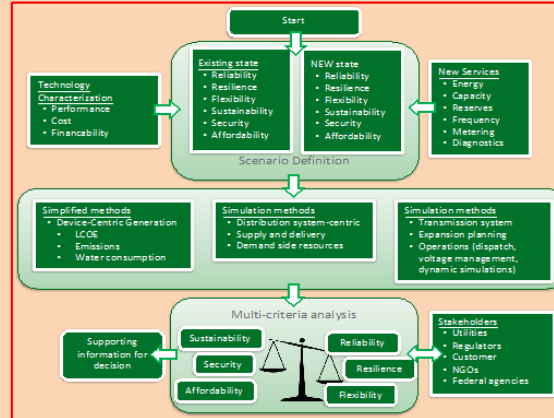 Start
Technology
Characterization
• Performance
• Cost
• Financability
Existing state
• Reliability
• Resilience
• Flexibility
• Sustainability
• Security
• Affordability
NEW state
• Reliability
• Resilience
• Flexibility
• Sustainability
• Security
• Affordability
New Services
• Energy
• Capacity
• Reserves
• Frequency
• Metering
• Diagnostics
Scenario Definition
Simplified methods
• Device-Centric Generation
• LCOE
• Emissions
• Water consumption
Simulation methods
• Distribution system-centric
• Supply and delivery
• Demand side resources
Simulation methods
• Transmission system
• Expansion planning
• Operations (dispatch,
voltage management,
dynamic simulations)
Multi-criteria analysis
Supporting
information for
decision
Sustainability
Security
Affordability
Reliability
Resilience
Flexibility
Stakeholders
• Utilities
• Regulators
• Customer
• NGOs
• Federal agencies